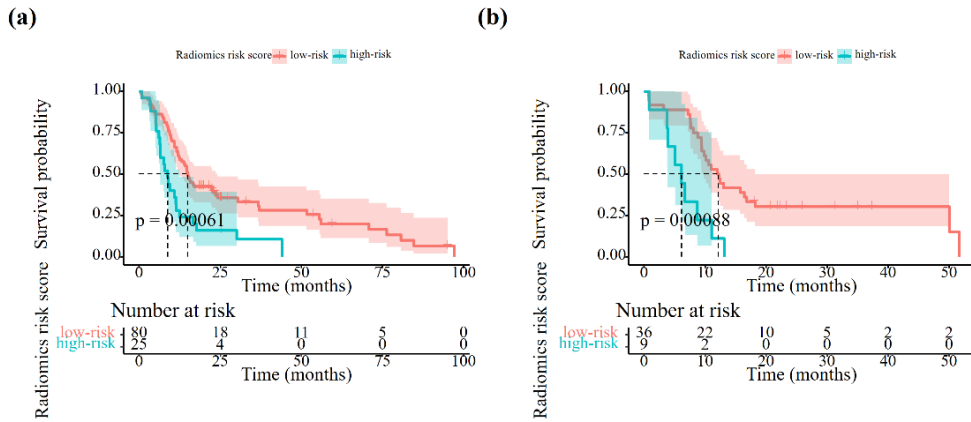 (a)
Radiomics risk score low-risk high-risk
Survival probability
1.00
0.75
0.50
0.25
0.00
p = 0.00061
0 25 50 75 100
Time (months)
Number at risk
Radiomics risk score
low-risk 80 18 11 5 0
high-risk 25 4 0 0 0
0 25 50 75 100
Time (months)
(b)
Radiomics risk score low-risk high-risk
Survival probability
1.00
0.75
0.50
0.25
0.00
p = 0.00088
0 10 20 30 40 50
Time (months)
Number at risk
Radiomics risk score
low-risk 36 22 10 5 2 2
high-risk 9 2 0 0 0 0
0 10 20 30 40 50
Time (months)